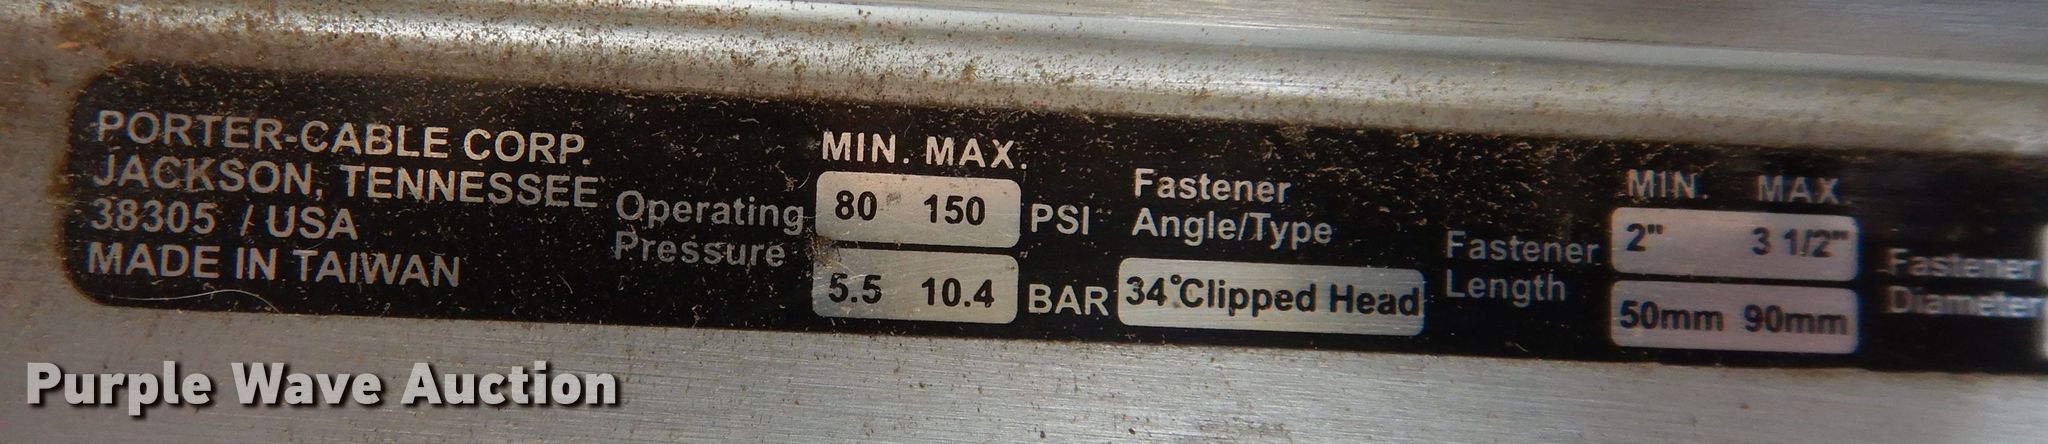 PORTER-CABLE CORP.
JACKSON, TENNESSEE
38305 / USA
MADE IN TAIWAN
Operating
Pressure
MIN. MAX.
80 150 PSI
5.5 10.4 BAR
Fastener
Angle/Type
34°Clipped Head
Fastener
Length
MIN. MAX.
2" 3 1/2"
50mm 90mm
Fastener
Diameter
Purple Wave Auction